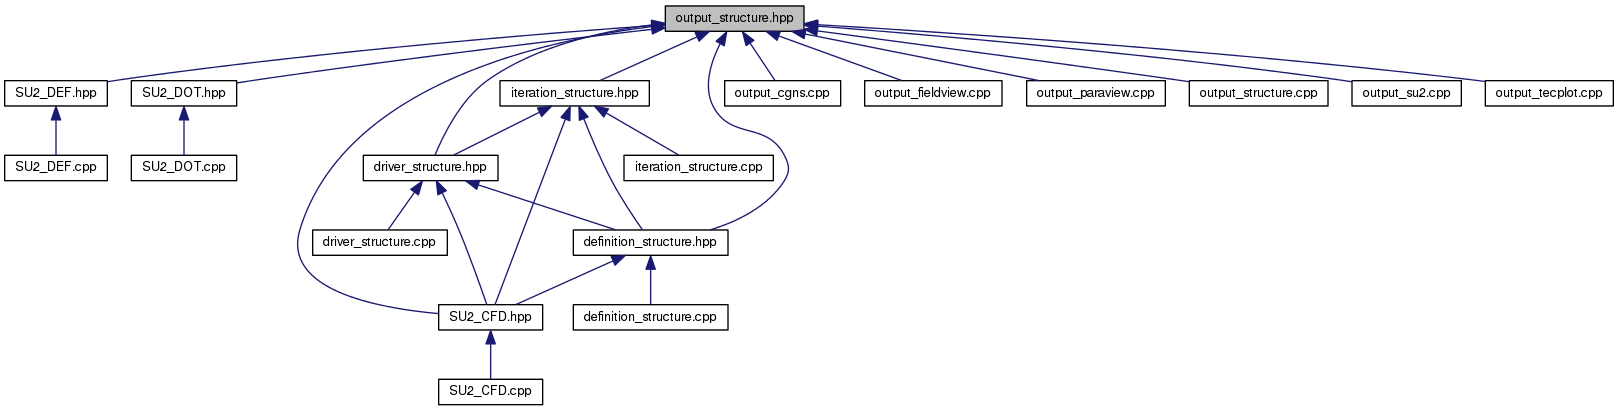 output_structure.hpp
SU2_DEF.hpp
SU2_DOT.hpp
iteration_structure.hpp
output_cgns.cpp
output_fieldview.cpp
output_paraview.cpp
output_structure.cpp
output_su2.cpp
output_tecplot.cpp
SU2_DEF.cpp
SU2_DOT.cpp
driver_structure.hpp
iteration_structure.cpp
driver_structure.cpp
definition_structure.hpp
SU2_CFD.hpp
definition_structure.cpp
SU2_CFD.cpp